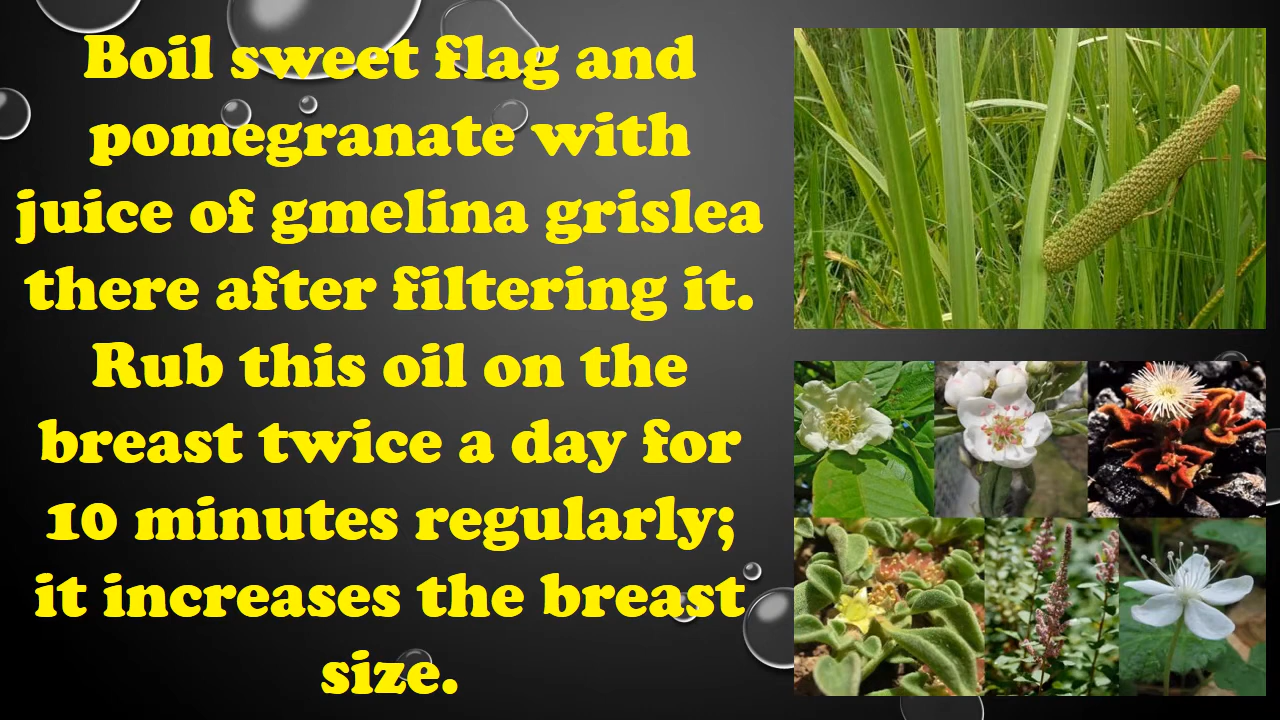 Boil sweet flag and
pomegranate with
juice of gmelina grislea
there after filtering it.
Rub this oil on the
breast twice a day for
10 minutes regularly;
it increases the breast
size.